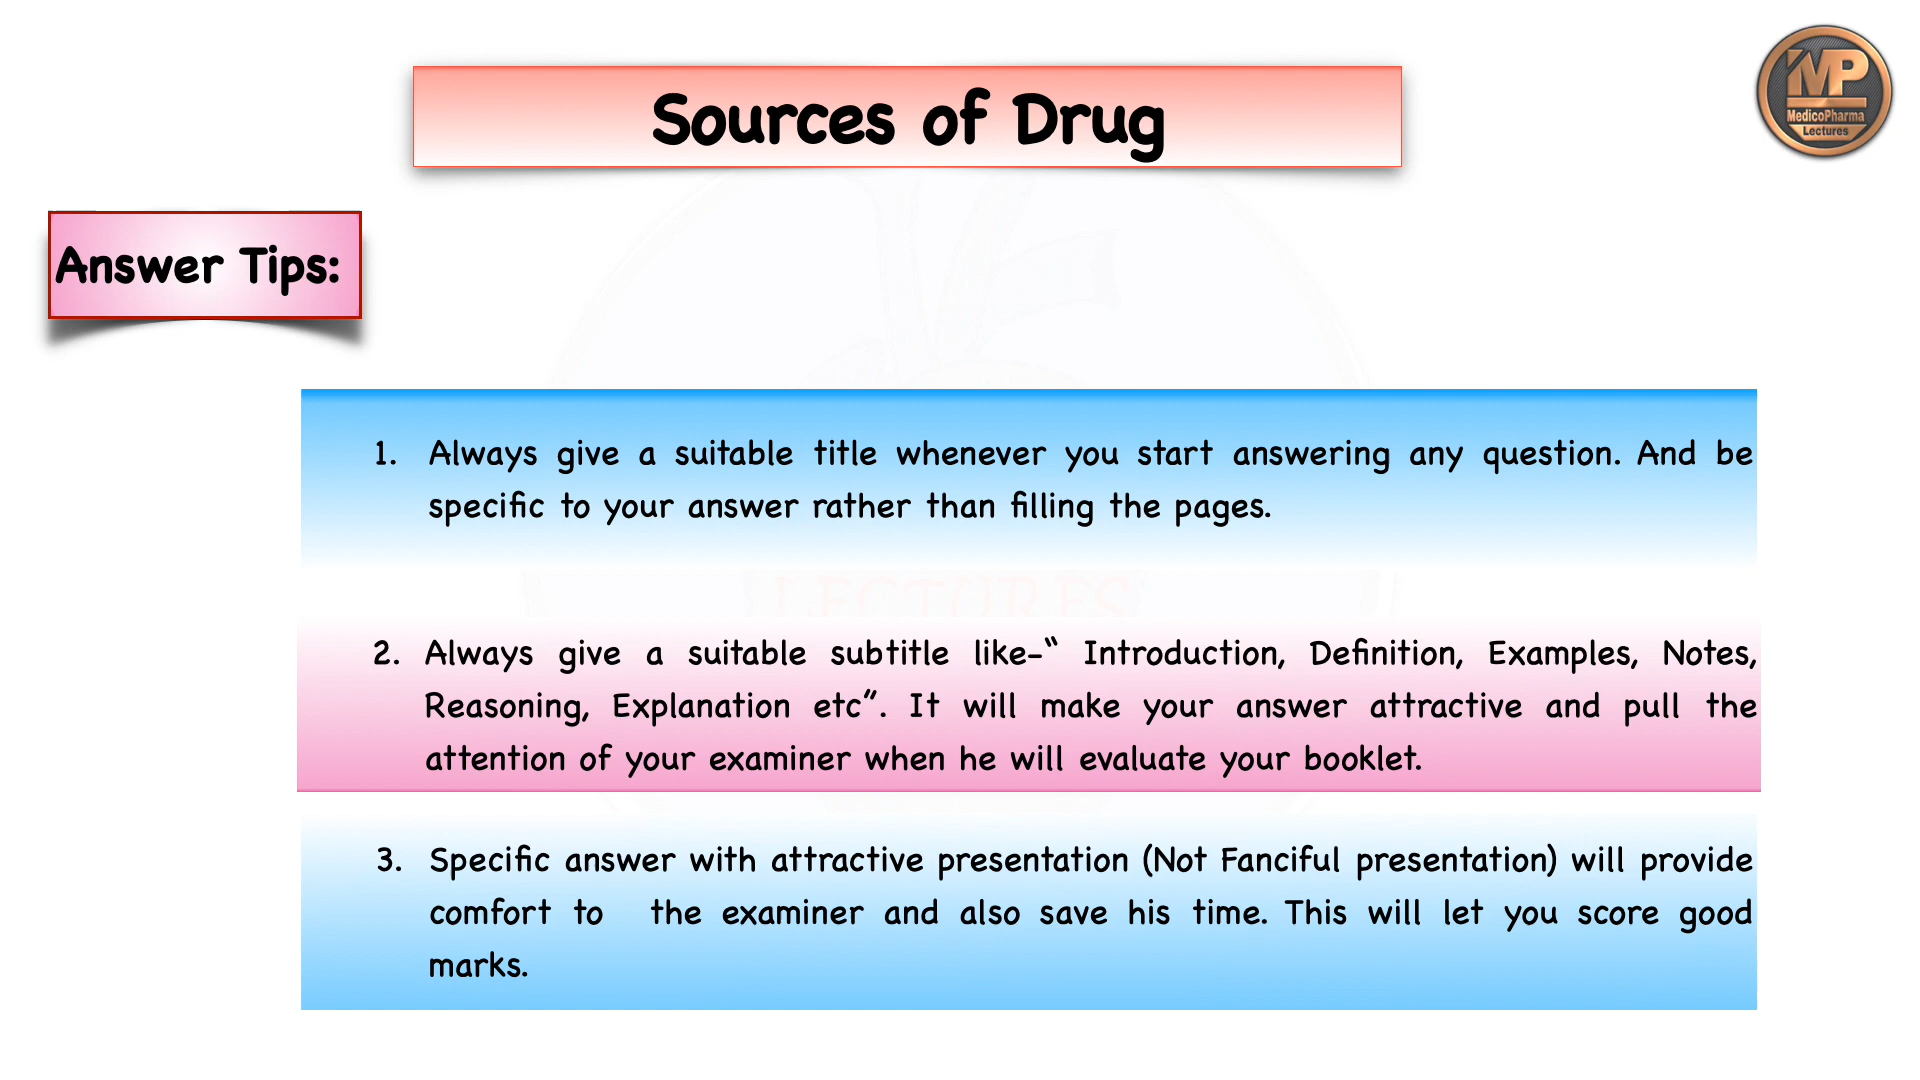 Sources of Drug
MP
MedicoPharma
Lectures
Answer Tips:
1. Always give a suitable title whenever you start answering any question. And be
specific to your answer rather than filling the pages.
LECTURES
2. Always give a suitable subtitle like-“ Introduction, Definition, Examples, Notes,
Reasoning, Explanation etc”. It will make your answer attractive and pull the
attention of your examiner when he will evaluate your booklet.
3. Specific answer with attractive presentation (Not Fanciful presentation) will provide
comfort to the examiner and also save his time. This will let you score good
marks.